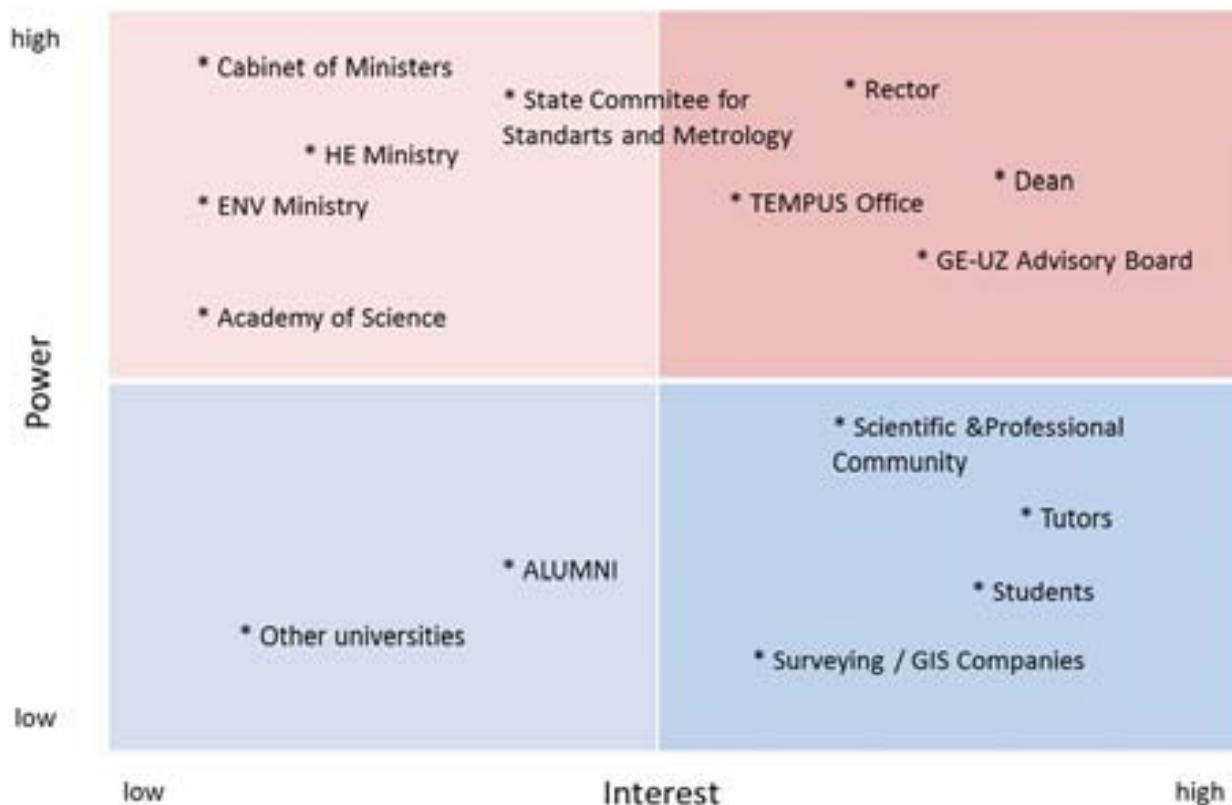 high
* Cabinet of Ministers
* State Commitee for
Standarts and Metrology
* Rector
* HE Ministry
* Dean
* ENV Ministry
* TEMPUS Office
* GE-UZ Advisory Board
* Academy of Science
Power
* Scientific &Professional
Community
* Tutors
* ALUMNI
* Students
* Other universities
* Surveying / GIS Companies
low
low
Interest
high